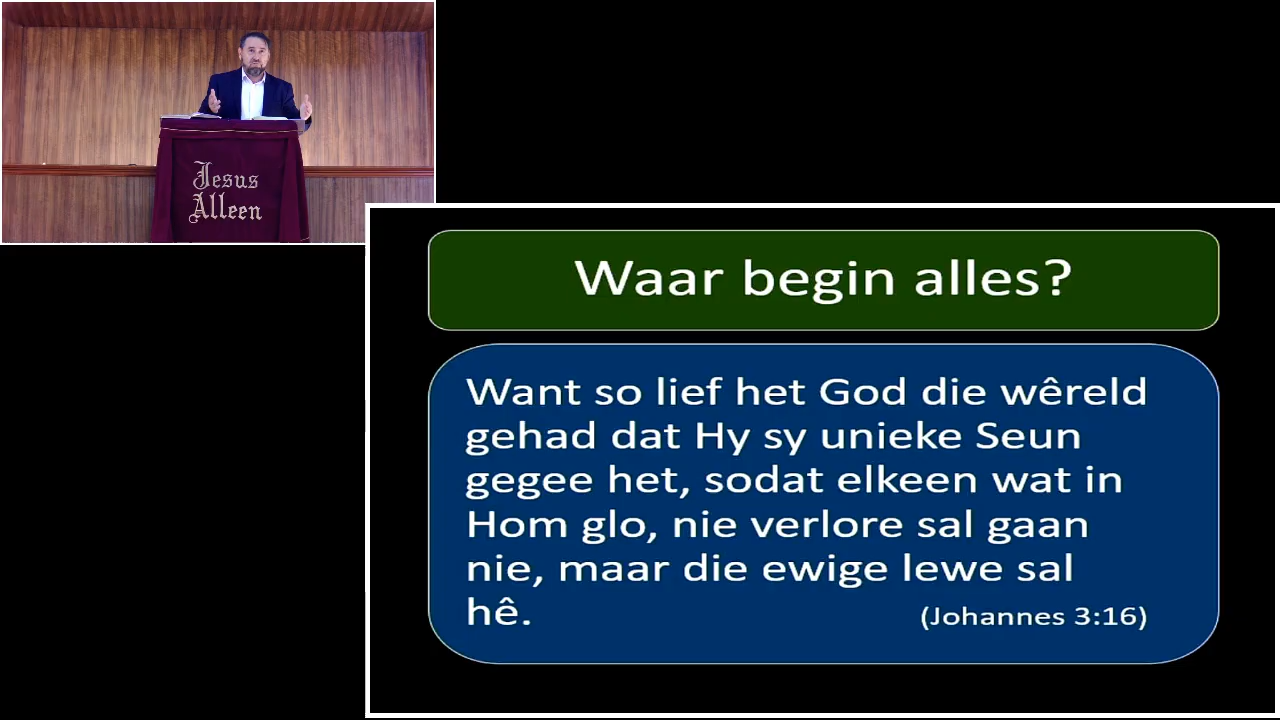 Jesus
Alleen
Waar begin alles?
Want so lief het God die wêreld
gehad dat Hy sy unieke Seun
gegee het, sodat elkeen wat in
Hom glo, nie verlore sal gaan
nie, maar die ewige lewe sal
hê. (Johannes 3:16)